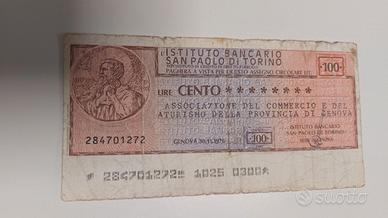 ISTITUTO BANCARIO
SAN PAOLO DI TORINO
100
PAGHERÀ A VISTA PER QUESTO ASSEGNO CIRCOLARE LIT.
LIRE CENTO ********
ASSOCIAZIONE DEL COMMERCIO E DEL
ATURISMO DELLA PROVINCIA DI GENOVA
284701272
GENOVA
100
ISTITUTO BANCARIO
SAN PAOLO DI TORINO
284701272 1025 0300
subito